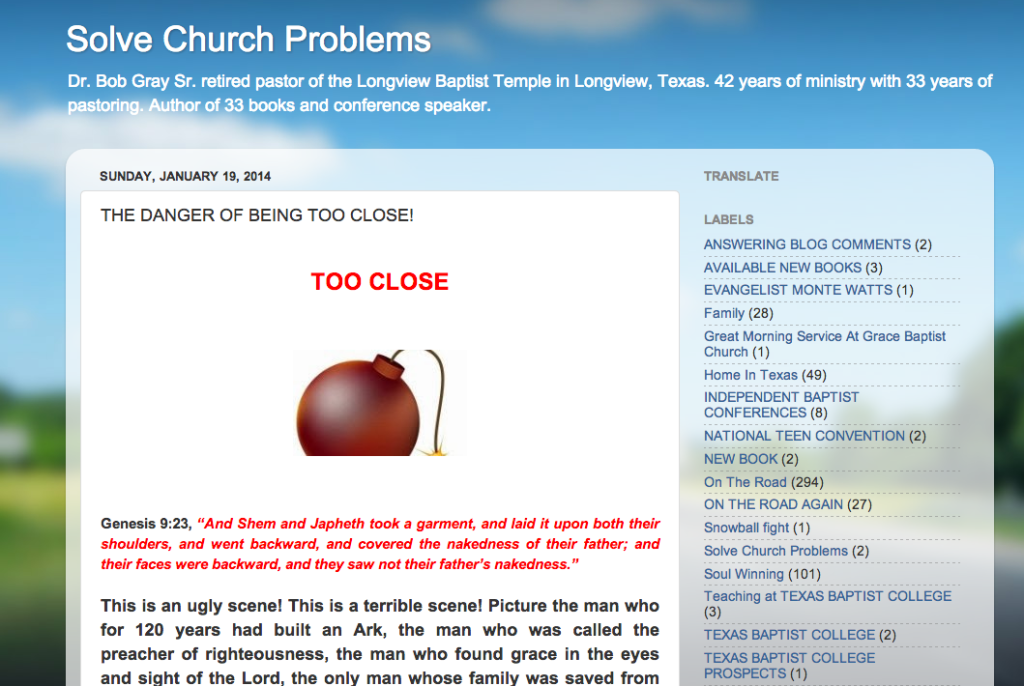 Solve Church Problems
Dr. Bob Gray Sr. retired pastor of the Longview Baptist Temple in Longview, Texas. 42 years of ministry with 33 years of
pastoring. Author of 33 books and conference speaker.
SUNDAY, JANUARY 19, 2014
THE DANGER OF BEING TOO CLOSE!
TOO CLOSE
Genesis 9:23, “And Shem and Japheth took a garment, and laid it upon both their
shoulders, and went backward, and covered the nakedness of their father; and
their faces were backward, and they saw not their father’s nakedness.”
This is an ugly scene! This is a terrible scene! Picture the man who
for 120 years had built an Ark, the man who was called the
preacher of righteousness, the man who found grace in the eyes
and sight of the Lord, the only man whose family was saved from
TRANSLATE
LABELS
ANSWERING BLOG COMMENTS (2)
AVAILABLE NEW BOOKS (3)
EVANGELIST MONTE WATTS (1)
Family (28)
Great Morning Service At Grace Baptist
Church (1)
Home In Texas (49)
INDEPENDENT BAPTIST
CONFERENCES (8)
NATIONAL TEEN CONVENTION (2)
NEW BOOK (2)
On The Road (294)
ON THE ROAD AGAIN (27)
Snowball fight (1)
Solve Church Problems (2)
Soul Winning (101)
Teaching at TEXAS BAPTIST COLLEGE
(3)
TEXAS BAPTIST COLLEGE (2)
TEXAS BAPTIST COLLEGE
PROSPECTS (1)